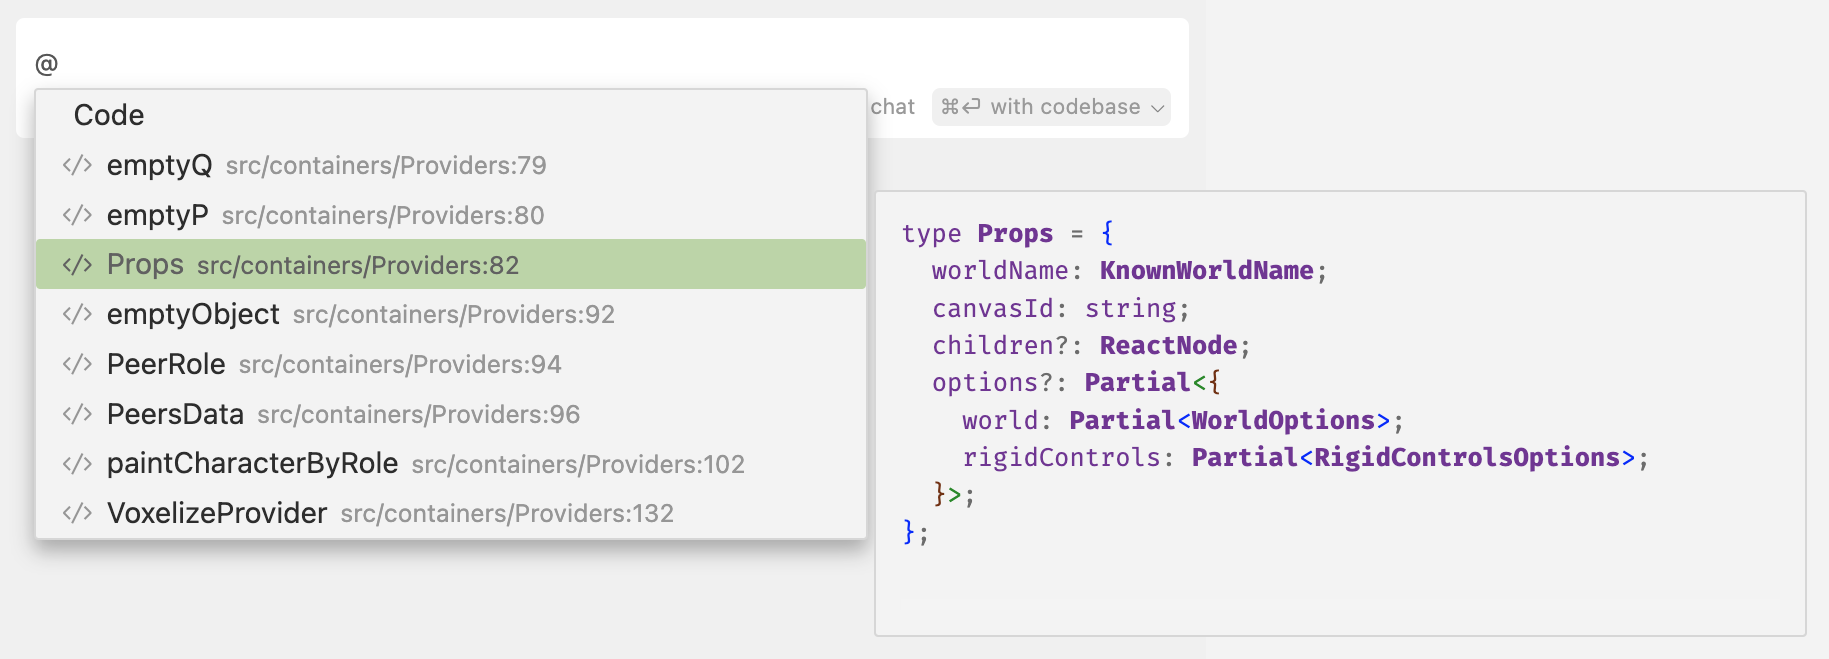 @
chat ⌘⏎ with codebase
Code
</> emptyQ src/containers/Providers:79
</> emptyP src/containers/Providers:80
</> Props src/containers/Providers:82
</> emptyObject src/containers/Providers:92
</> PeerRole src/containers/Providers:94
</> PeersData src/containers/Providers:96
</> paintCharacterByRole src/containers/Providers:102
</> VoxelizeProvider src/containers/Providers:132
type Props = {
  worldName: KnownWorldName;
  canvasId: string;
  children?: ReactNode;
  options?: Partial<{
    world: Partial<WorldOptions>;
    rigidControls: Partial<RigidControlsOptions>;
  }>;
};